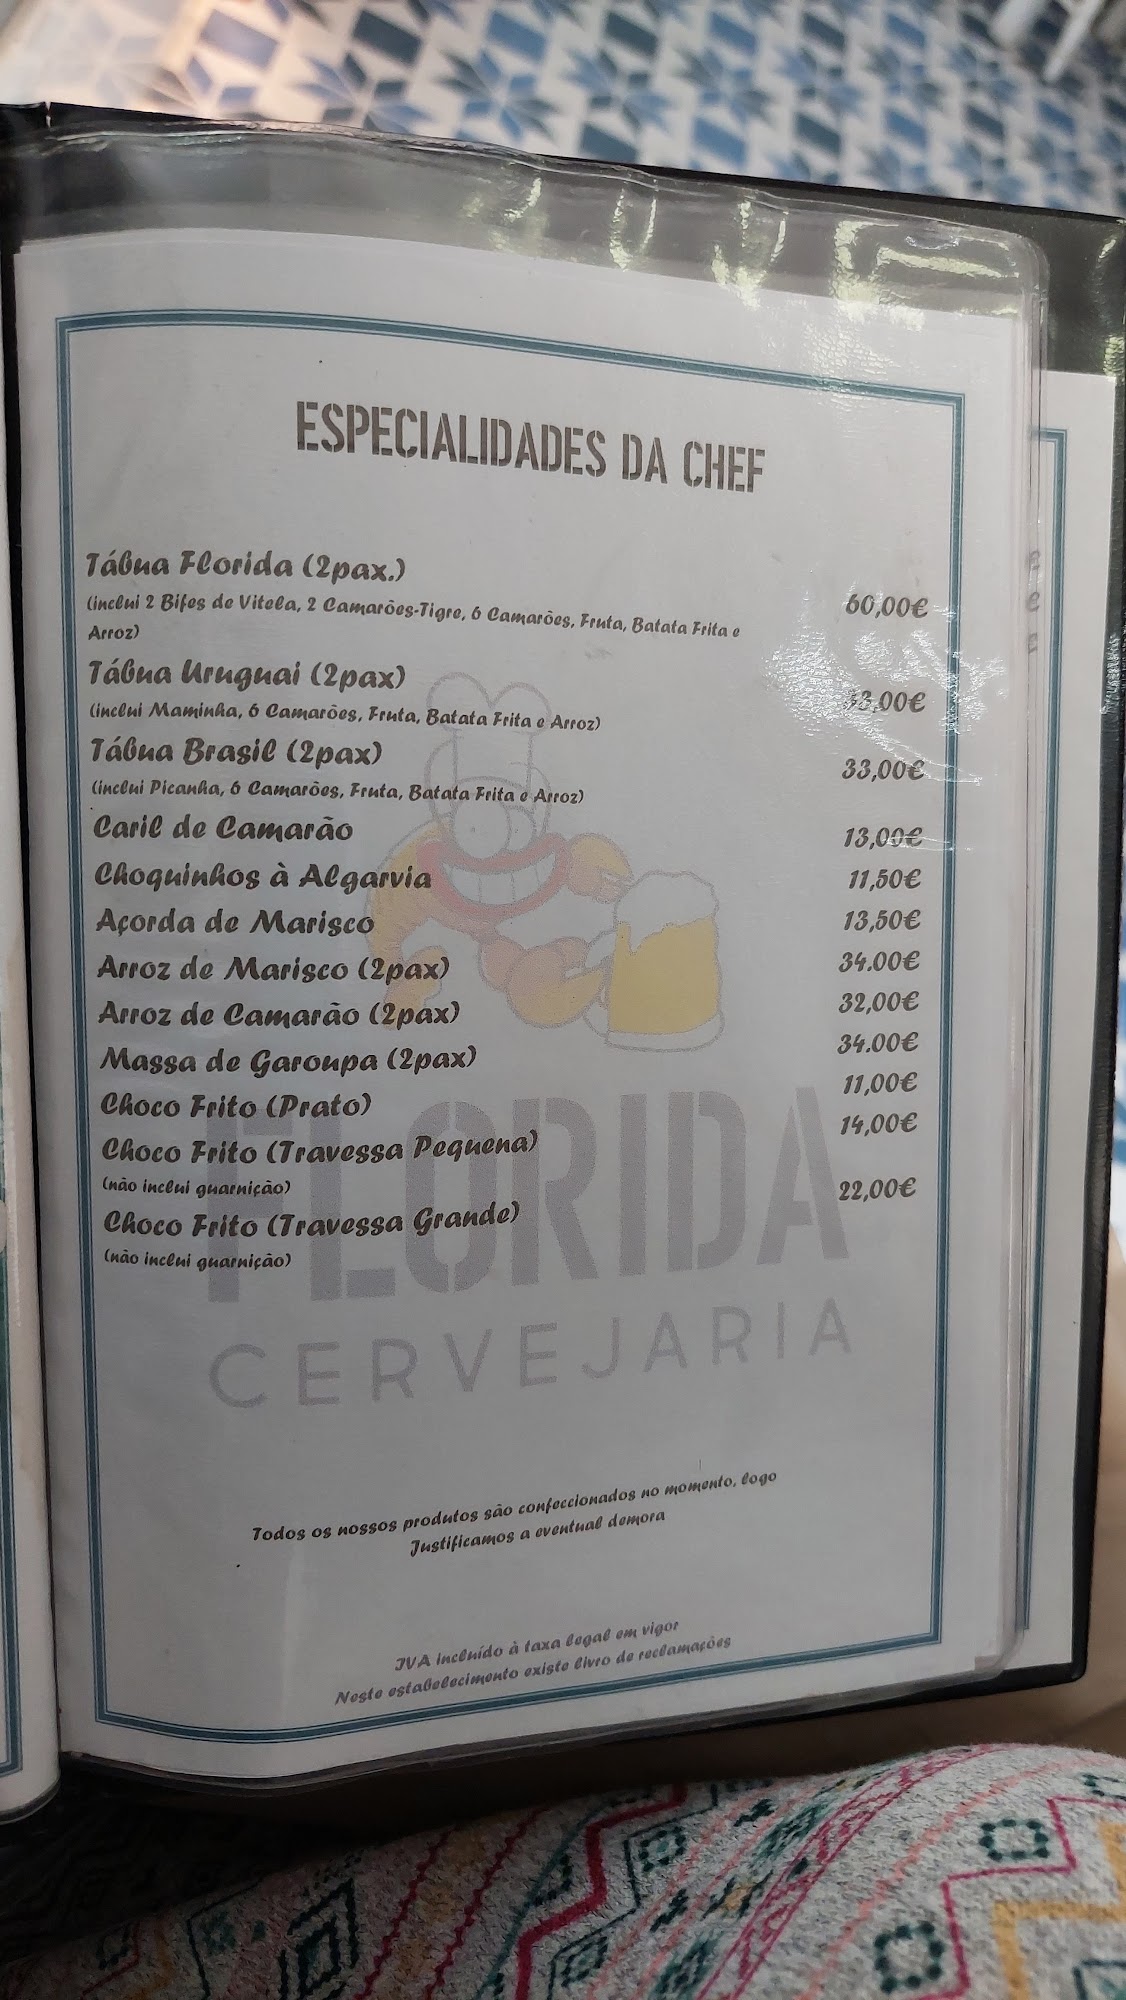 ESPECIALIDADES DA CHEF
Tábua Florida (2pax.)
(inclui 2 Bifes de Vitela, 2 Camarões-Tigre, 6 Camarões, Fruta, Batata Frita e 60,00€
Arroz)
Tábua Uruguai (2pax)
(inclui Maminha, 6 Camarões, Fruta, Batata Frita e Arroz)
Tábua Brasil (2pax) 33,00€
(inclui Picanha, 6 Camarões, Fruta, Batata Frita e Arroz)
Caril de Camarão 13,00€
Choquinhos à Algarvia 11,50€
Açorda de Marisco 13,50€
Arroz de Marisco (2pax) 34.00€
Arroz de Camarão (2pax) 32,00€
Massa de Garoupa (2pax) 34.00€
Choco Frito (Prato) 11,00€
Choco Frito (Travessa Pequena) 14,00€
(não inclui guarnição)
Choco Frito (Travessa Grande) 22,00€
(não inclui guarnição)
FLORIDA
CERVEJARIA
Todos os nossos produtos são confeccionados no momento, logo
Justificamos a eventual demora
IVA incluído à taxa legal em vigor
Neste estabelecimento existe livro de reclamações